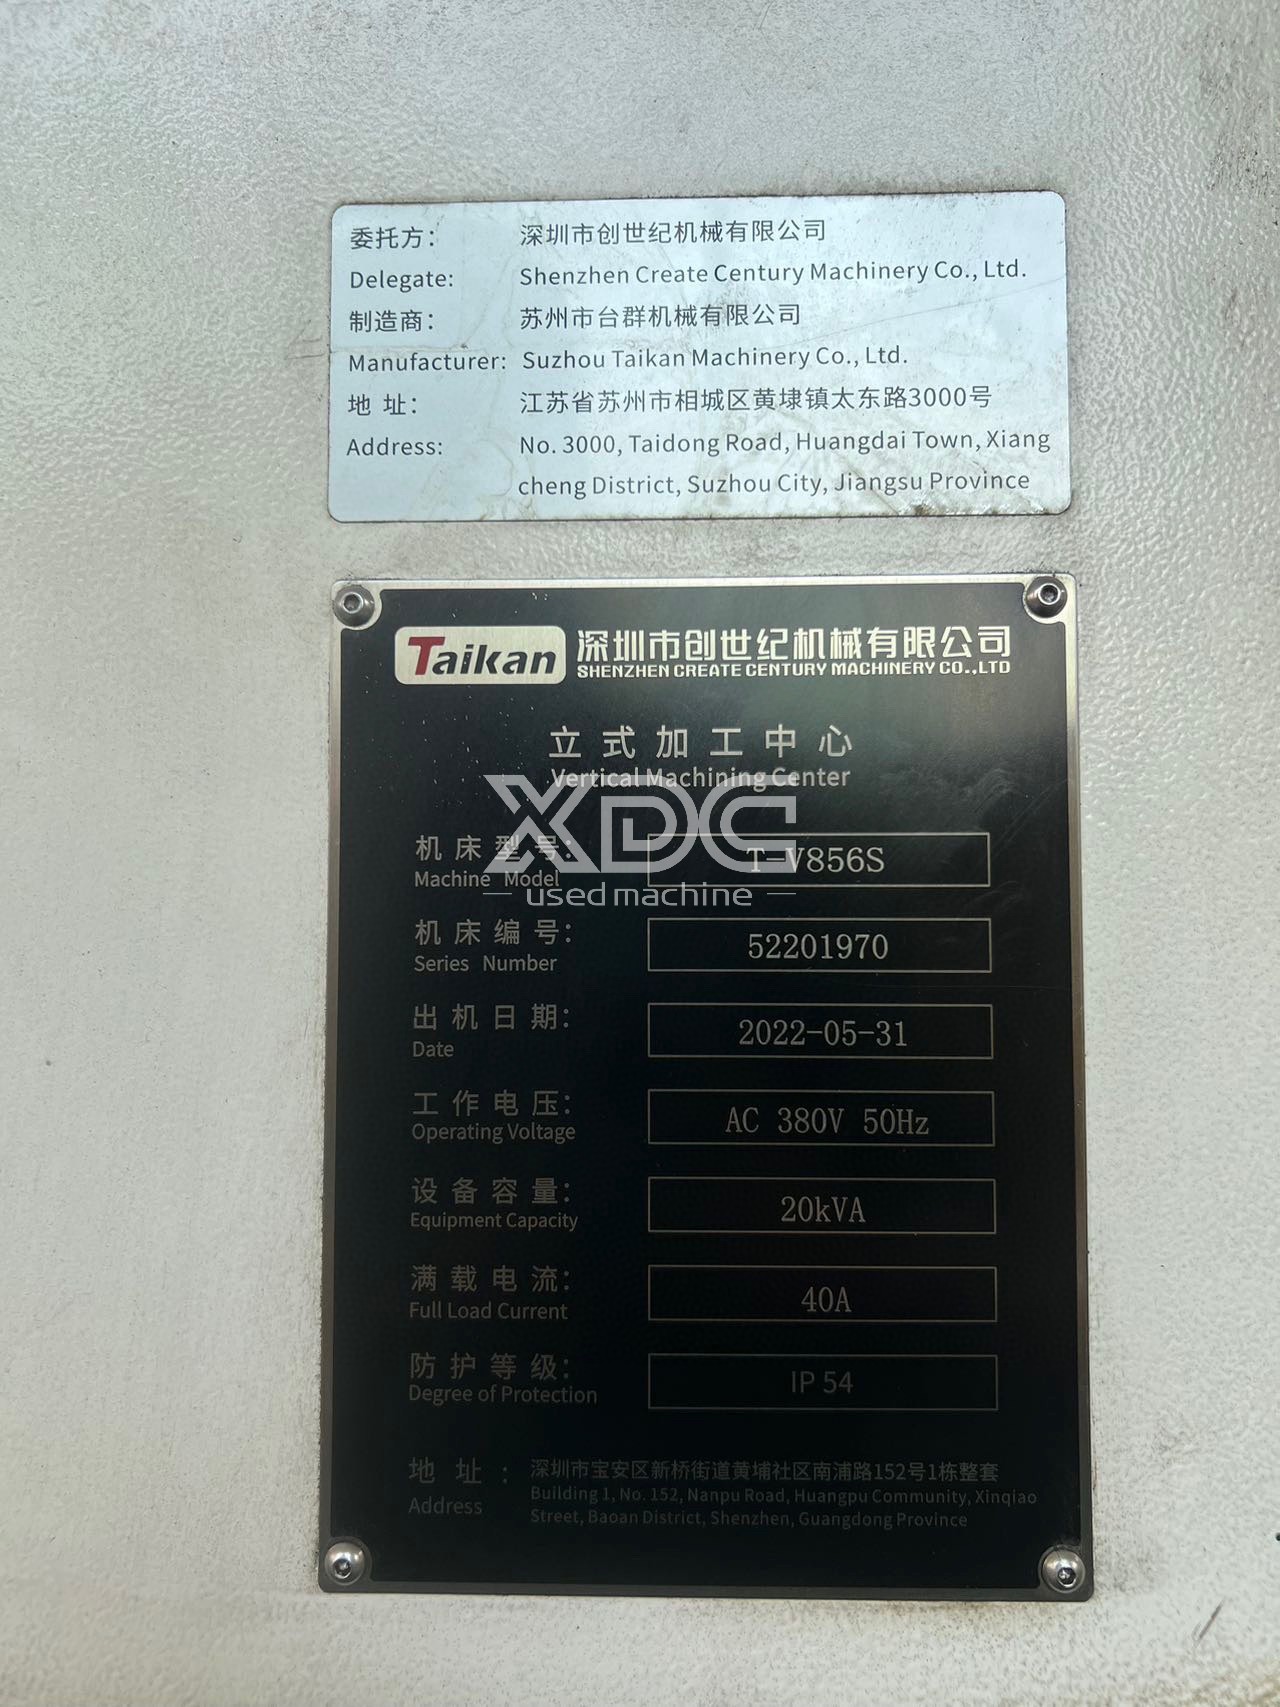 委托方： 深圳市创世纪机械有限公司
Delegate: Shenzhen Create Century Machinery Co., Ltd.
制造商： 苏州市台群机械有限公司
Manufacturer: Suzhou Taikan Machinery Co., Ltd.
地 址： 江苏省苏州市相城区黄埭镇太东路3000号
Address: No. 3000, Taidong Road, Huangdai Town, Xiang
cheng District, Suzhou City, Jiangsu Province
Taikan 深圳市创世纪机械有限公司
SHENZHEN CREATE CENTURY MACHINERY CO.,LTD
立式加工中心
Vertical Machining Center
XDC
used machine
机床型号： T-V856S
Machine Model
机床编号： 52201970
Series Number
出机日期： 2022-05-31
Date
工作电压： AC 380V 50Hz
Operating Voltage
设备容量： 20kVA
Equipment Capacity
满载电流： 40A
Full Load Current
防护等级： IP 54
Degree of Protection
地 址： 深圳市宝安区新桥街道黄埔社区南浦路152号1栋整套
Address Building 1, No. 152, Nanpu Road, Huangpu Community, Xinqiao
Street, Baoan District, Shenzhen, Guangdong Province